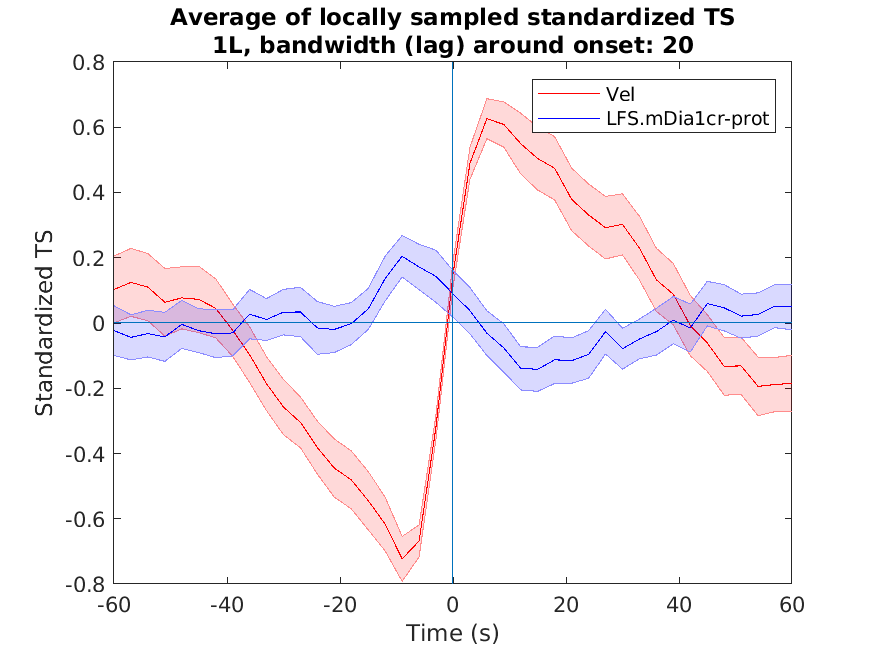 Average of locally sampled standardized TS
1L, bandwidth (lag) around onset: 20
Vel
LFS.mDia1cr-prot
Standardized TS
0.8
0.6
0.4
0.2
0
-0.2
-0.4
-0.6
-0.8
-60
-40
-20
0
20
40
60
Time (s)